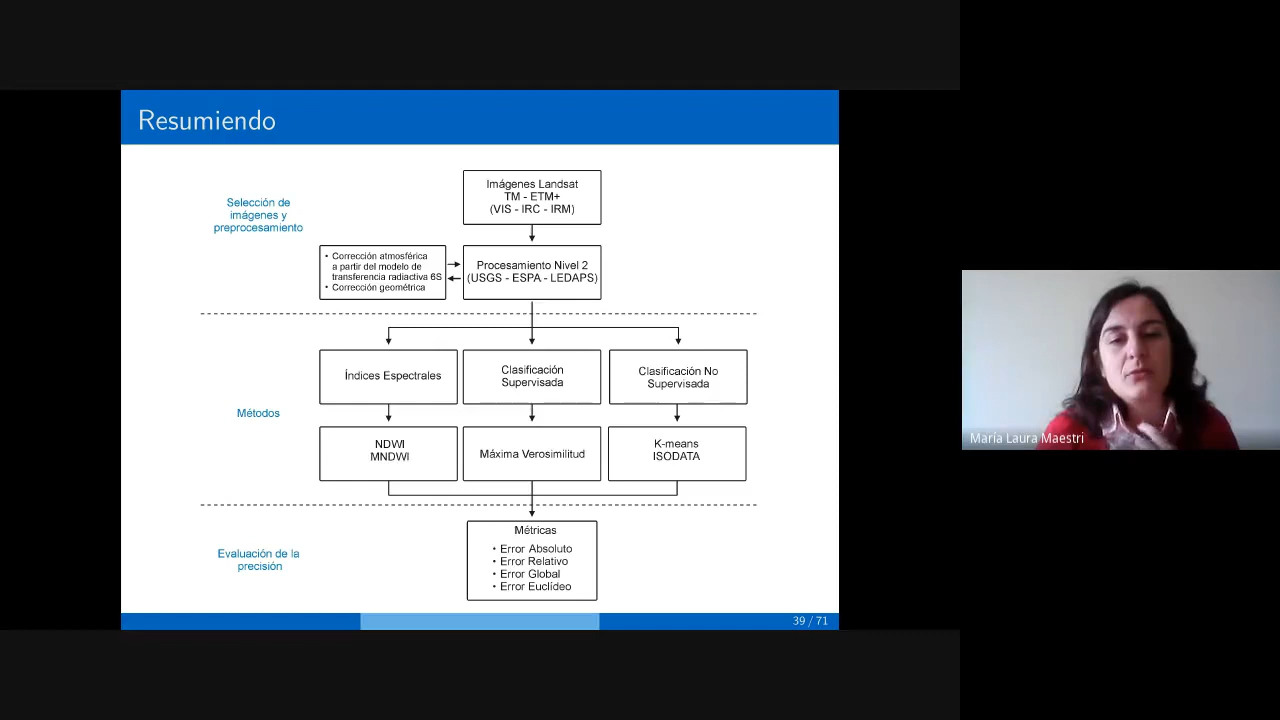 Resumiendo
Selección de
imágenes y
preprocesamiento
Imágenes Landsat
TM - ETM+
(VIS - IRC - IRM)
• Corrección atmosférica
a partir del modelo de
transferencia radiactiva 6S
• Corrección geométrica
Procesamiento Nivel 2
(USGS - ESPA - LEDAPS)
Métodos
Índices Espectrales
Clasificación
Supervisada
Clasificación No
Supervisada
NDWI
MNDWI
Máxima Verosimilitud
K-means
ISODATA
Evaluación de la
precisión
Métricas
• Error Absoluto
• Error Relativo
• Error Global
• Error Euclídeo
39 / 71
María Laura Maestri